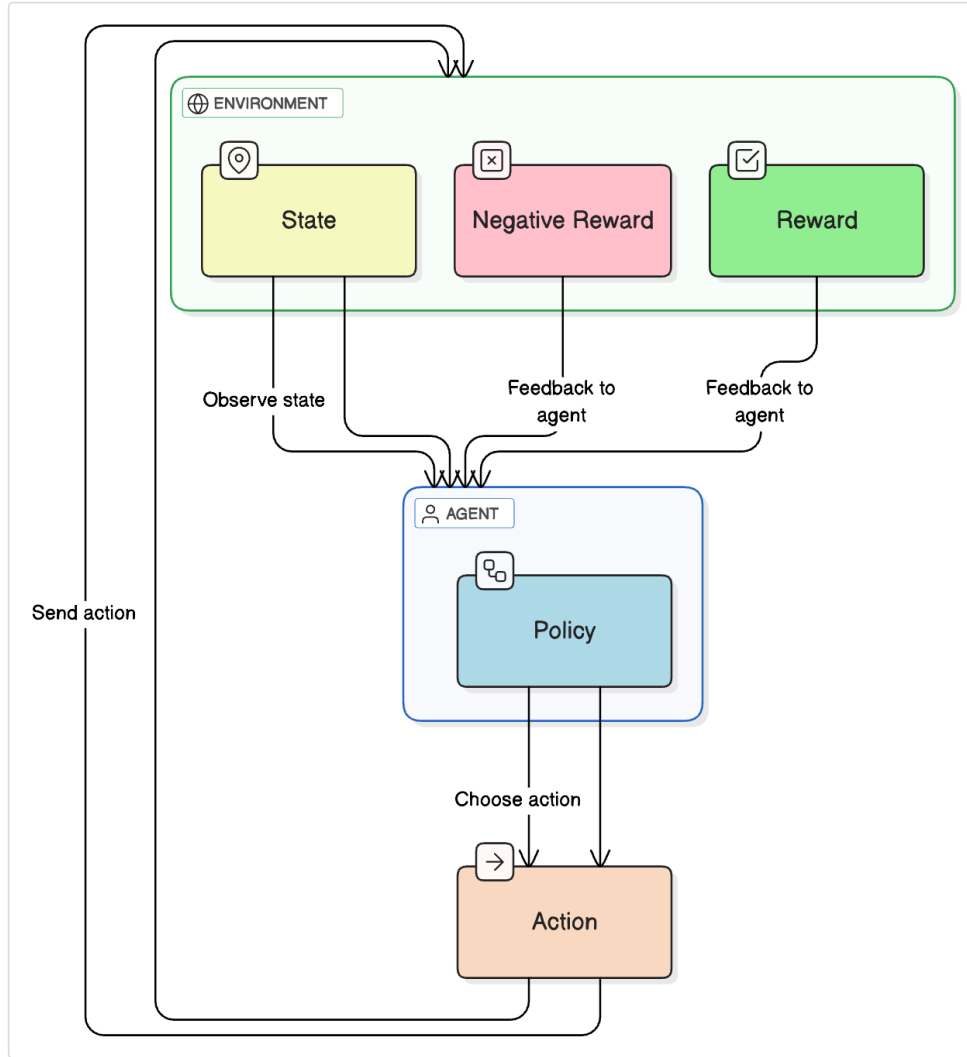 ENVIRONMENT
State
Negative Reward
Reward
Observe state
Feedback to
agent
Feedback to
agent
AGENT
Send action
Policy
Choose action
Action